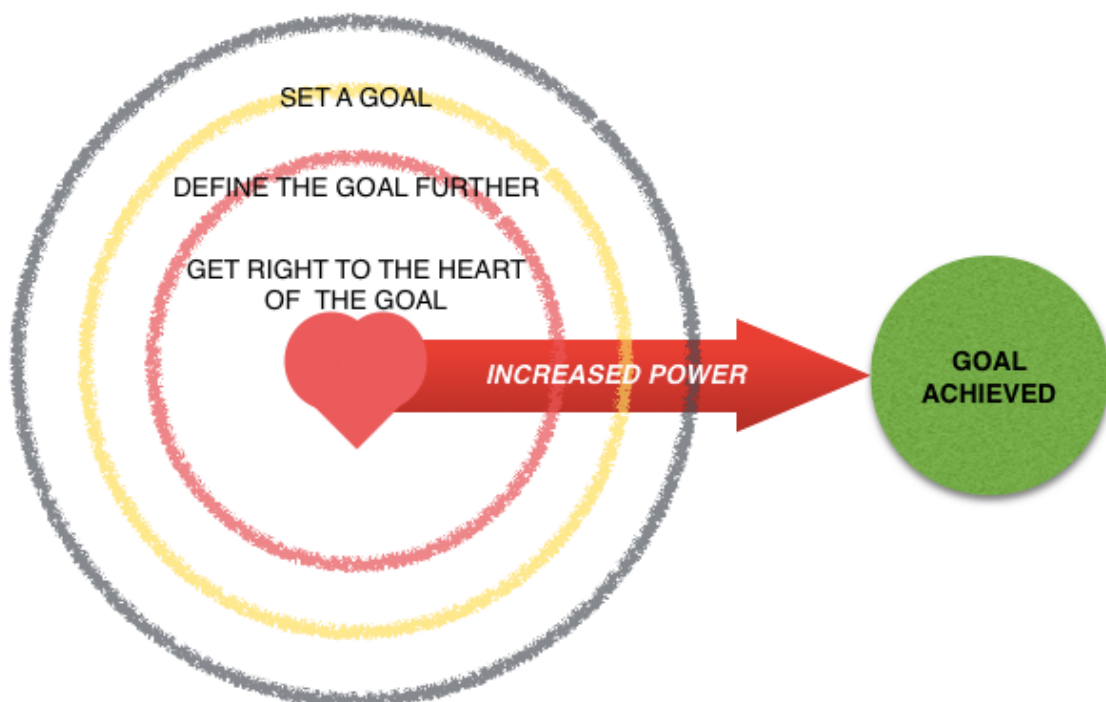 SET A GOAL
DEFINE THE GOAL FURTHER
GET RIGHT TO THE HEART
OF THE GOAL
INCREASED POWER
GOAL
ACHIEVED